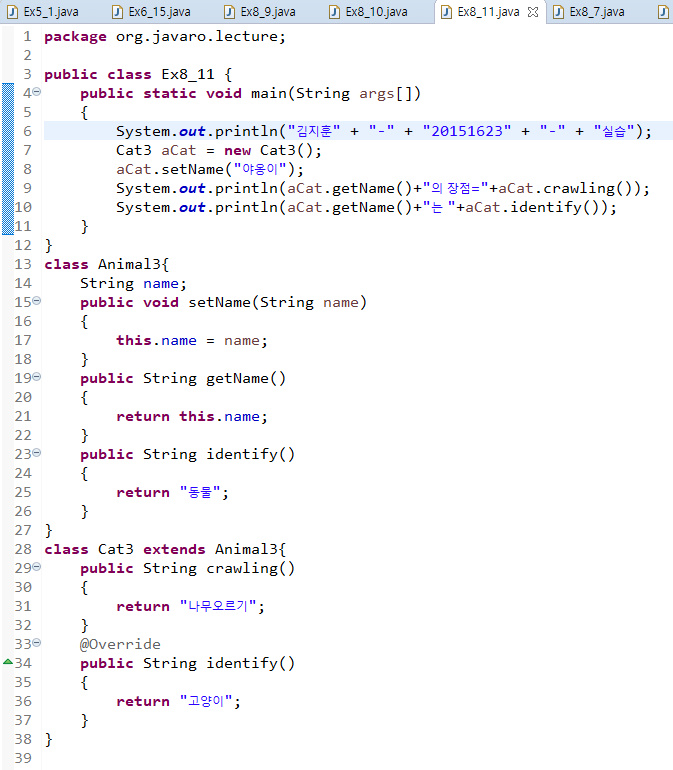 Ex5_1.java Ex6_15.java Ex8_9.java Ex8_10.java Ex8_11.java Ex8_7.java
1 package org.javaro.lecture;
2
3 public class Ex8_11 {
4 public static void main(String args[])
5 {
6 System.out.println("김지훈" + "-" + "20151623" + "-" + "실습");
7 Cat3 aCat = new Cat3();
8 aCat.setName("야옹이");
9 System.out.println(aCat.getName()+"의 장점="+aCat.crawling());
10 System.out.println(aCat.getName()+"는 "+aCat.identify());
11 }
12 }
13 class Animal3{
14 String name;
15 public void setName(String name)
16 {
17 this.name = name;
18 }
19 public String getName()
20 {
21 return this.name;
22 }
23 public String identify()
24 {
25 return "동물";
26 }
27 }
28 class Cat3 extends Animal3{
29 public String crawling()
30 {
31 return "나무오르기";
32 }
33 @Override
34 public String identify()
35 {
36 return "고양이";
37 }
38 }
39